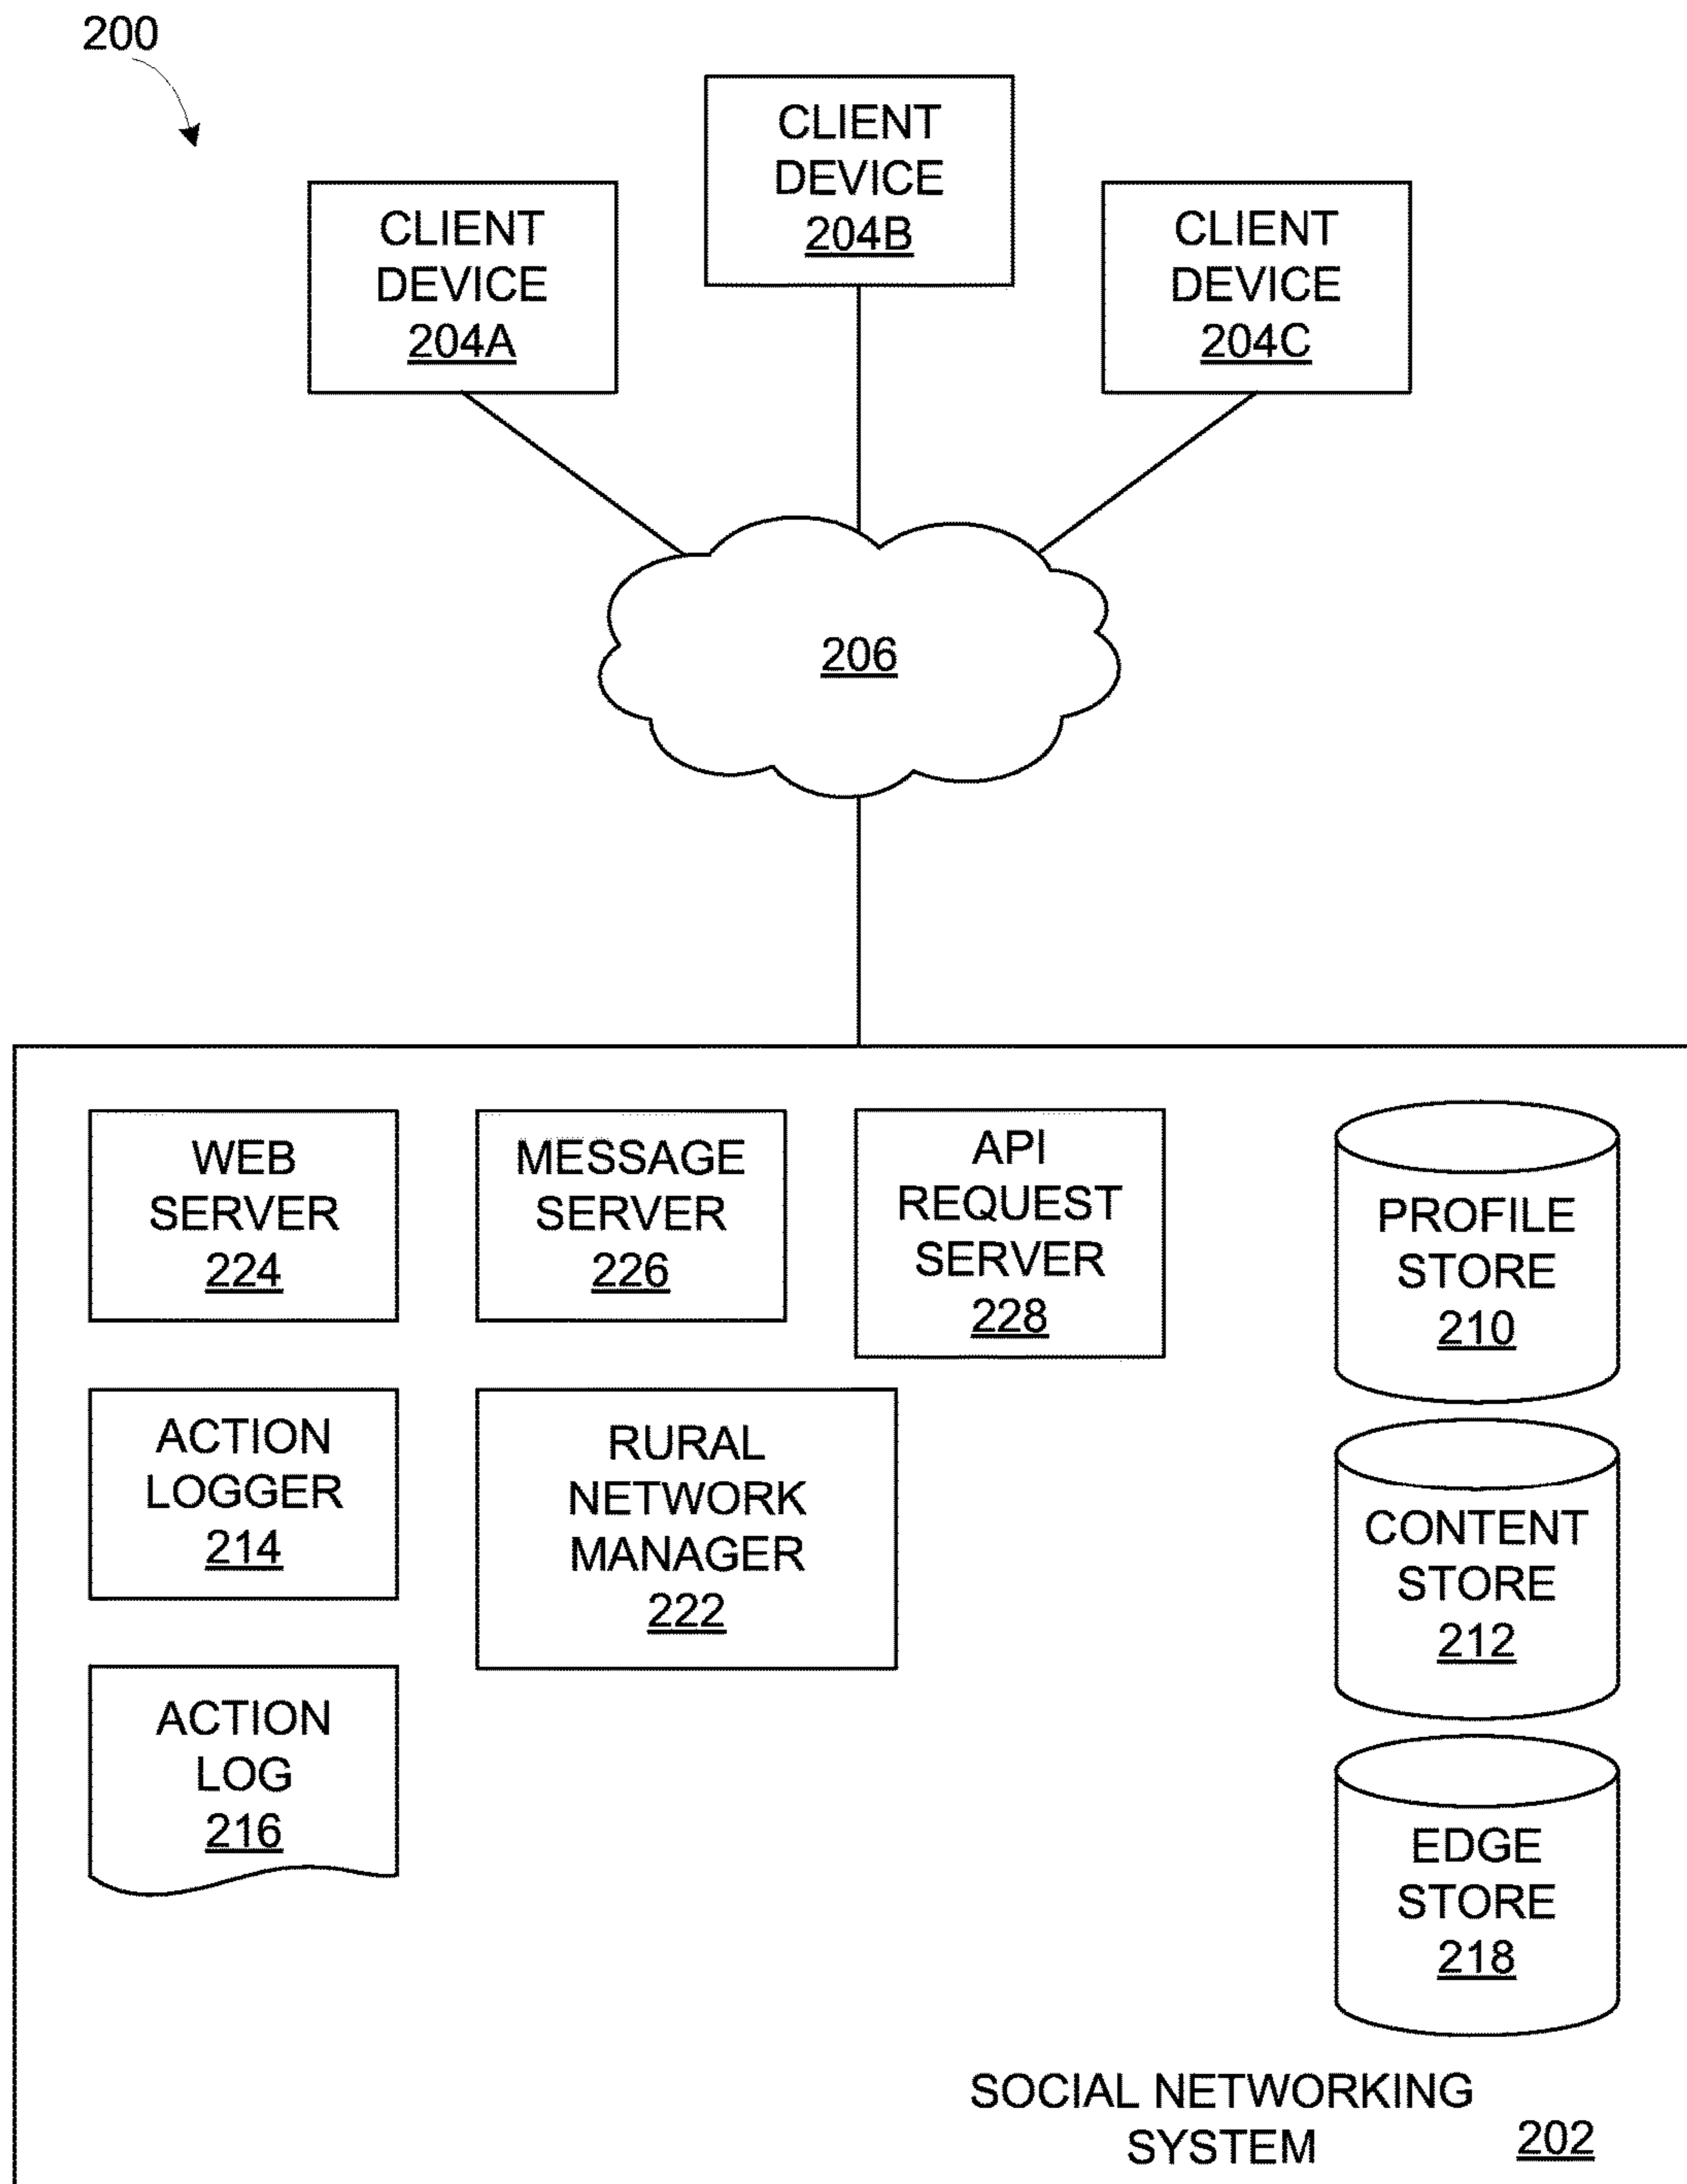 200
CLIENT
DEVICE
204A
CLIENT
DEVICE
204B
CLIENT
DEVICE
204C
206
WEB
SERVER
224
MESSAGE
SERVER
226
API
REQUEST
SERVER
228
PROFILE
STORE
210
ACTION
LOGGER
214
RURAL
NETWORK
MANAGER
222
CONTENT
STORE
212
ACTION
LOG
216
EDGE
STORE
218
SOCIAL NETWORKING
SYSTEM
202